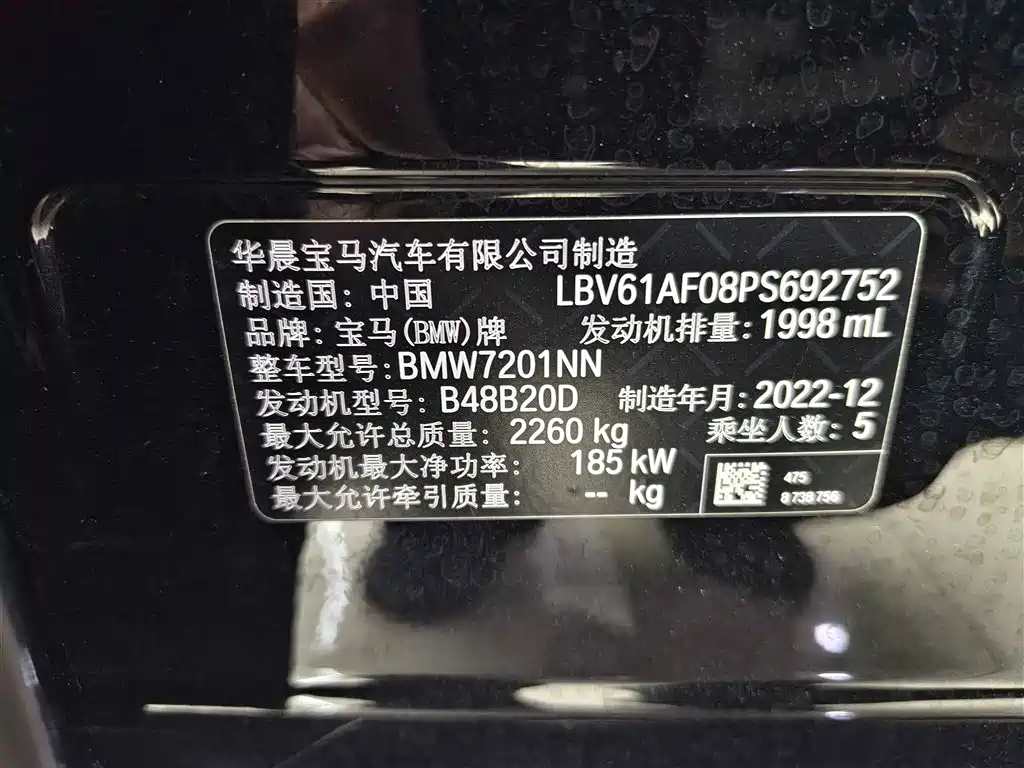 华晨宝马汽车有限公司制造
制造国：中国 LBV61AF08PS692752
品牌：宝马(BMW)牌 发动机排量：1998 mL
整车型号：BMW7201NN
发动机型号：B48B20D 制造年月：2022-12
最大允许总质量：2260 kg 乘坐人数：5
发动机最大净功率：185 kW
最大允许牵引质量：-- kg
475
8738756